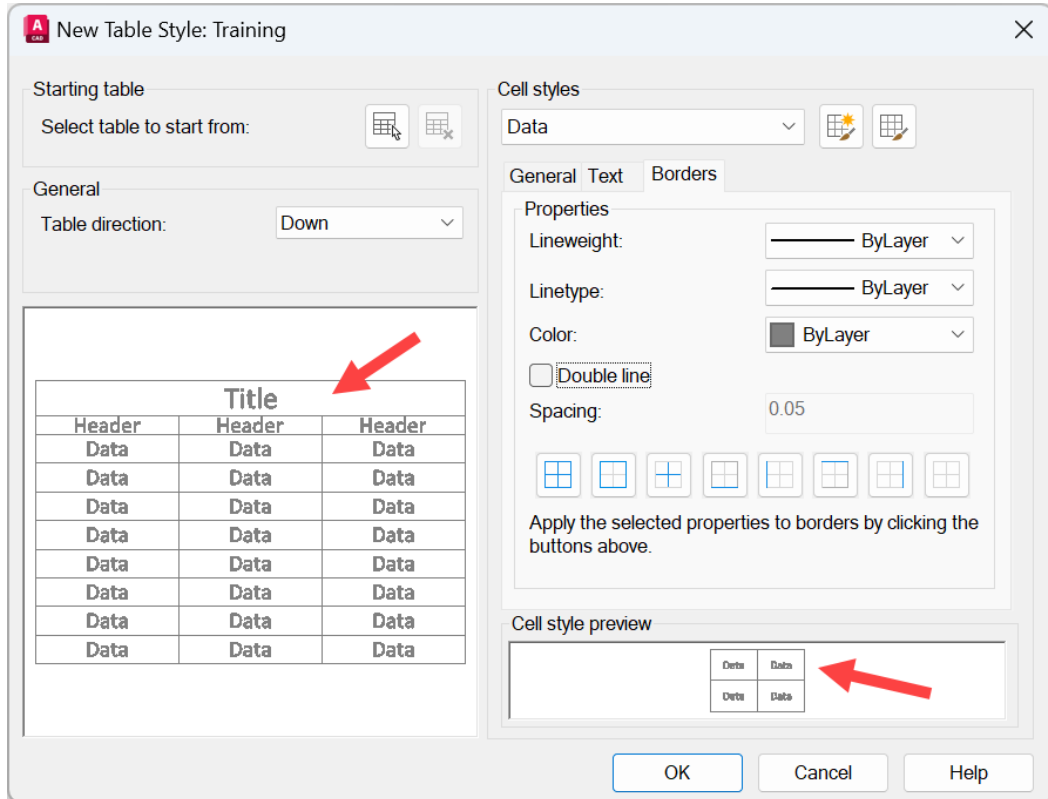 A
CAD
New Table Style: Training
Starting table
Select table to start from:
General
Table direction:
Down
Title
Header Header Header
Data Data Data
Data Data Data
Data Data Data
Data Data Data
Data Data Data
Data Data Data
Data Data Data
Data Data Data
Cell styles
Data
General Text Borders
Properties
Lineweight: ByLayer
Linetype: ByLayer
Color: ByLayer
Double line
Spacing: 0.05
Apply the selected properties to borders by clicking the
buttons above.
Cell style preview
Data Data
Data Data
OK Cancel Help